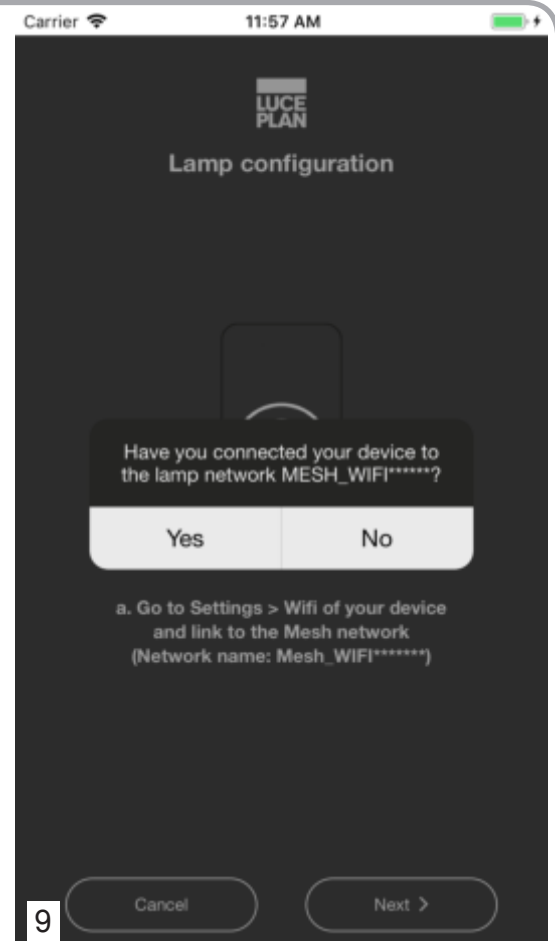 Carrier 11:57 AM
LUCE
PLAN
Lamp configuration
Have you connected your device to
the lamp network MESH_WIFI******?
Yes No
a. Go to Settings > Wifi of your device
and link to the Mesh network
(Network name: Mesh_WIFI*******)
Cancel Next >
9